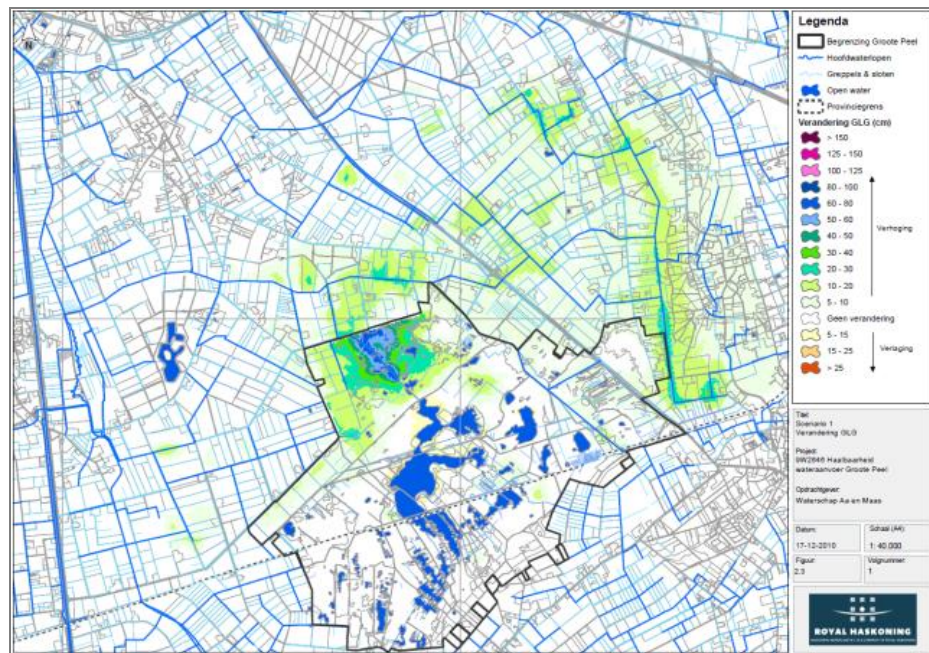 N
Legenda
Begrenzing Groote Peel
Hoofdwaterlopen
Greppels & sloten
Open water
Provinciegrens
Verandering GLG (cm)
> 150
125 - 150
100 - 125
80 - 100
60 - 80
50 - 60
40 - 50
30 - 40
20 - 30
10 - 20
5 - 10
Geen verandering
5 - 15
15 - 25
> 25
Verhoging
Verlaging
Titel:
Scenario 1
Verandering GLG
Project:
9W2846 Haalbaarheid
wateraanvoer Groote Peel
Opdrachtgever:
Waterschap Aa en Maas
Datum:
17-12-2010
Schaal (A4):
1: 40.000
Figuur:
2.3
Volgnummer:
1
ROYAL HASKONING